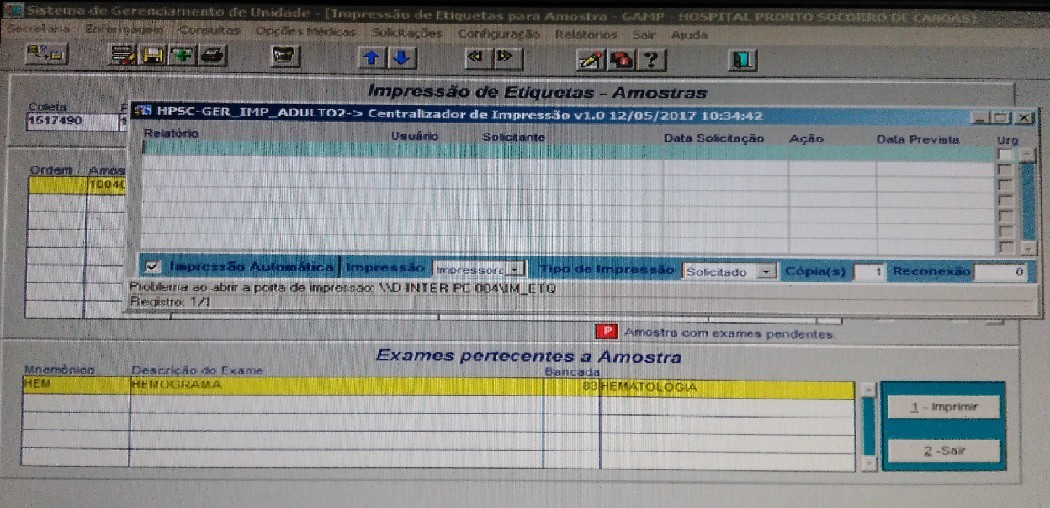 Sistema de Gerenciamento de Unidade - [Impressão de Etiquetas para Amostra - GAMP - HOSPITAL PRONTO SOCORRO DE CANOAS]
Secretaria Enfermagem Consultas Opções Médicas Solicitações Configuração Relatórios Sair Ajuda
Impressão de Etiquetas - Amostras
Coleta
1517490
HPSC-GER_IMP_ADULTO2-> Centralizador de Impressão v1.0 12/05/2017 10:34:42
Relatório Usuário Solicitante Data Solicitação Ação Data Prevista Urg
Ordem Amos
10040
Impressão Automática Impressão Impressora Tipo de Impressão Solicitado Cópia(s) 1 Reconexão 0
Problema ao abrir a porta de impressão: \\D INTER PC 004\IM_ETQ
Registro: 1/1
P Amostra com exames pendentes
Exames pertecentes a Amostra
Mnemônico Descrição do Exame Bancada
HEM HEMOGRAMA 83 HEMATOLOGIA
1 - Imprimir
2 -Sair